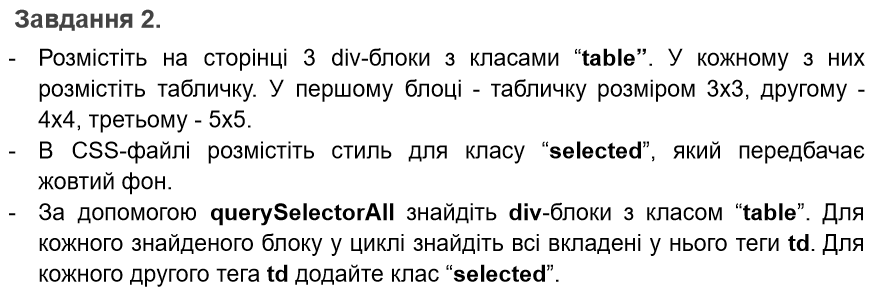 Завдання 2.
- Розмістіть на сторінці 3 div-блоки з класами “table”. У кожному з них
розмістіть табличку. У першому блоці - табличку розміром 3х3, другому -
4х4, третьому - 5х5.
- В CSS-файлі розмістіть стиль для класу “selected”, який передбачає
жовтий фон.
- За допомогою querySelectorAll знайдіть div-блоки з класом “table”. Для
кожного знайденого блоку у циклі знайдіть всі вкладені у нього теги td. Для
кожного другого тега td додайте клас “selected”.